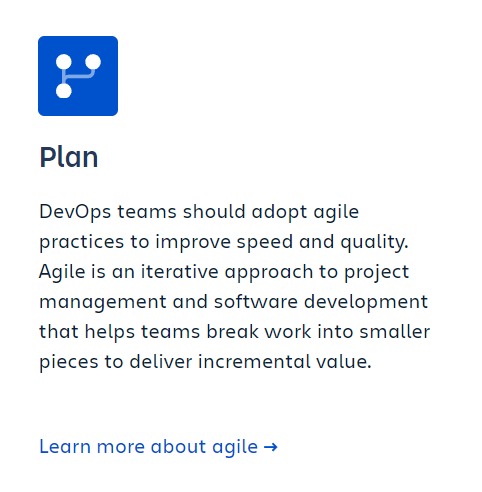 Plan
DevOps teams should adopt agile
practices to improve speed and quality.
Agile is an iterative approach to project
management and software development
that helps teams break work into smaller
pieces to deliver incremental value.
Learn more about agile →